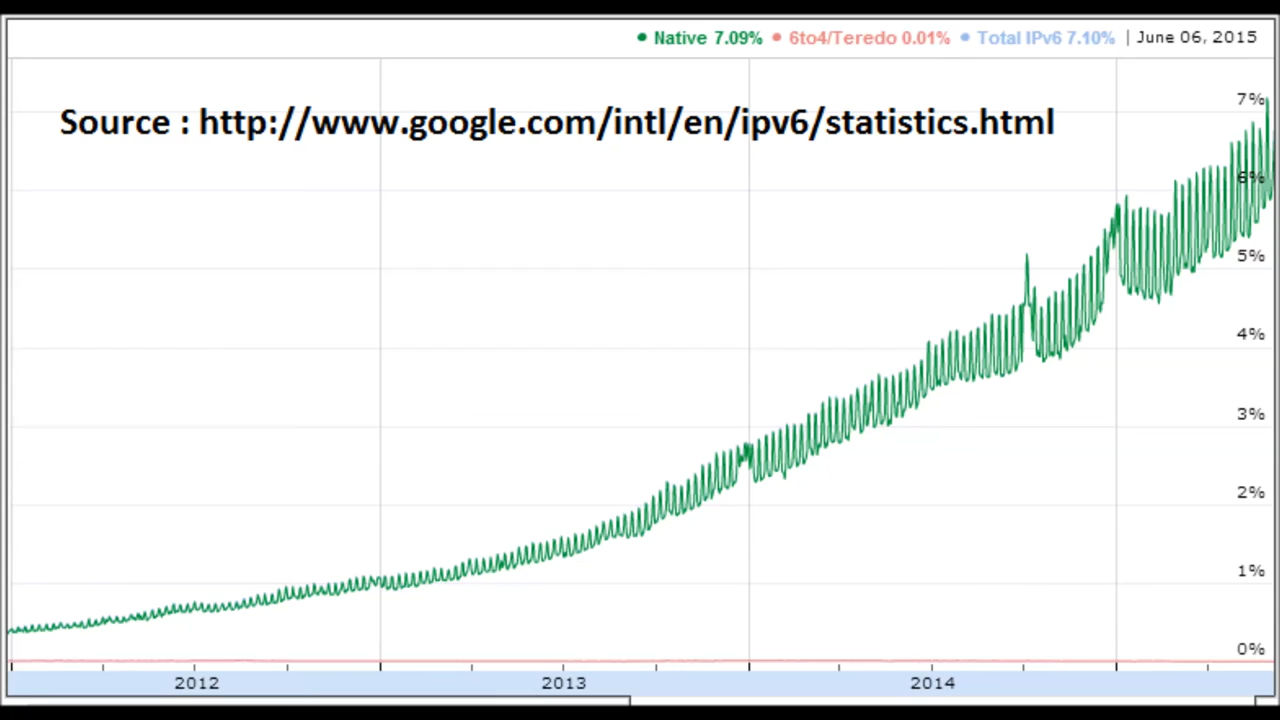 ● Native 7.09% ● 6to4/Teredo 0.01% ● Total IPv6 7.10% | June 06, 2015
Source : http://www.google.com/intl/en/ipv6/statistics.html
7%
6%
5%
4%
3%
2%
1%
0%
2012 2013 2014